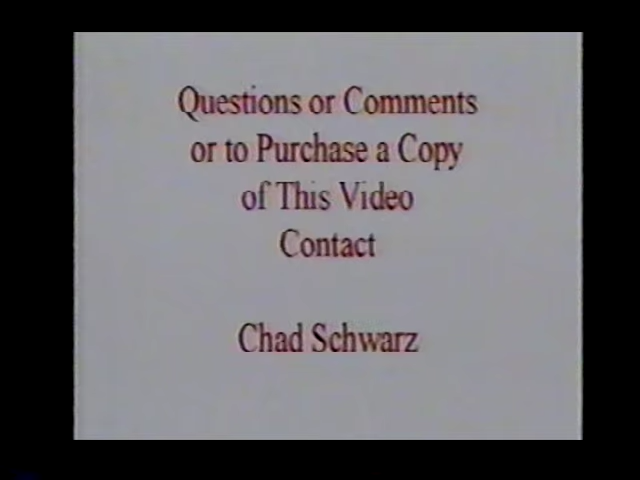 Questions or Comments
or to Purchase a Copy
of This Video
Contact
Chad Schwarz